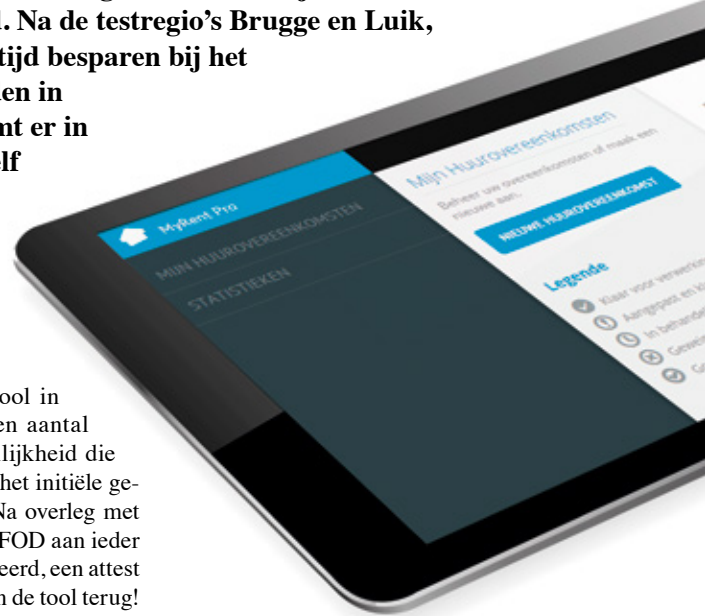 . Na de testregio's Brugge en Luik,
tijd besparen bij het
en in
mt er in
elf
MyRent Pro
MIJN HUUROVEREENKOMSTEN
STATISTIEKEN
Mijn Huurovereenkomsten
Beheer uw overeenkomsten of maak een
nieuwe aan.
NIEUWE HUUROVEREENKOMST
Legende
Klaar voor verwerking
Aangepast en
In behandel
Gewei
ool in
en aantal
lijkheid die
het initiële ge-
Na overleg met
FOD aan ieder
eerd, een attest
n de tool terug!